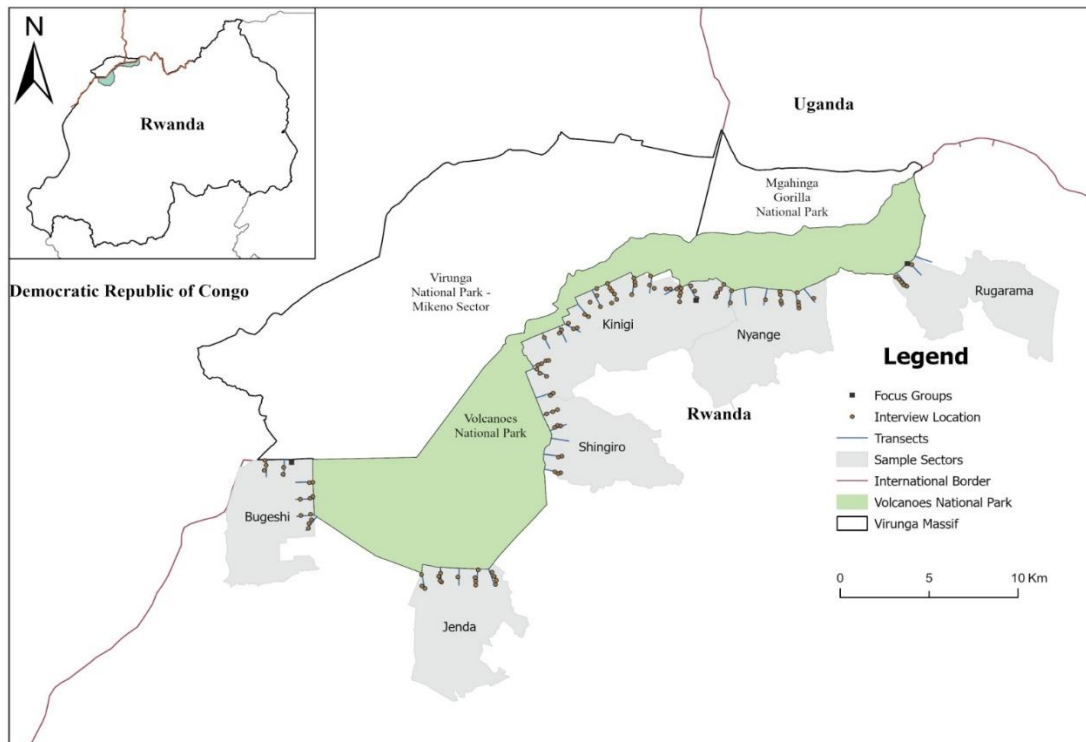 N
Rwanda
Uganda
Mgahinga
Gorilla
National Park
Virunga
National Park -
Mikeno Sector
Democratic Republic of Congo
Rugarama
Kinigi
Nyange
Legend
Focus Groups
Interview Location
Transects
Sample Sectors
International Border
Volcanoes National Park
Virunga Massif
0 5 10 Km
Rwanda
Volcanoes
National Park
Shingiro
Bugeshi
Jenda